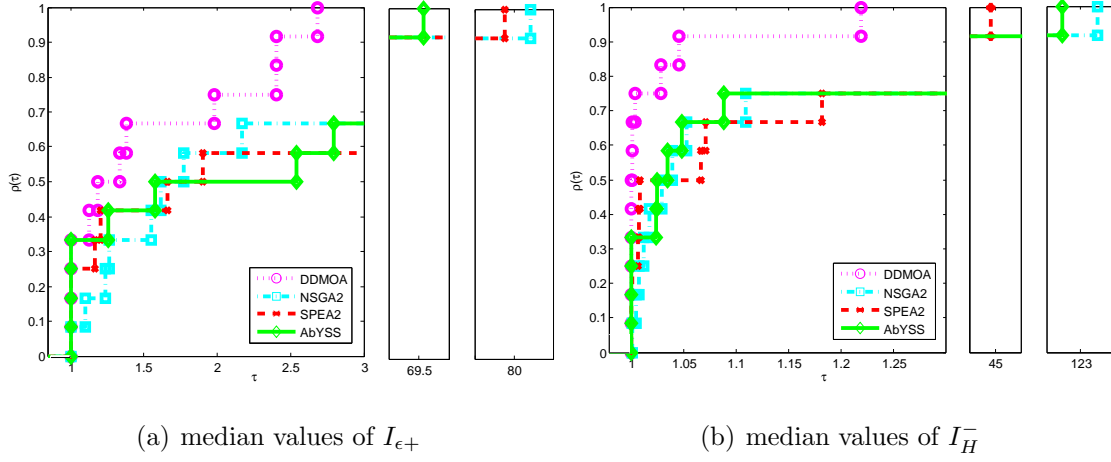 1
0.9
0.8
0.7
0.6
0.5
0.4
0.3
0.2
0.1
0
ρ(τ)
1 1.5 2 2.5 3
τ
69.5
80
DDMOA
NSGA2
SPEA2
AbYSS
(a) median values of I_{ϵ+}
1
0.9
0.8
0.7
0.6
0.5
0.4
0.3
0.2
0.1
0
ρ(τ)
1 1.05 1.1 1.2 1.25
τ
45
123
DDMOA
NSGA2
SPEA2
AbYSS
(b) median values of I_H^−